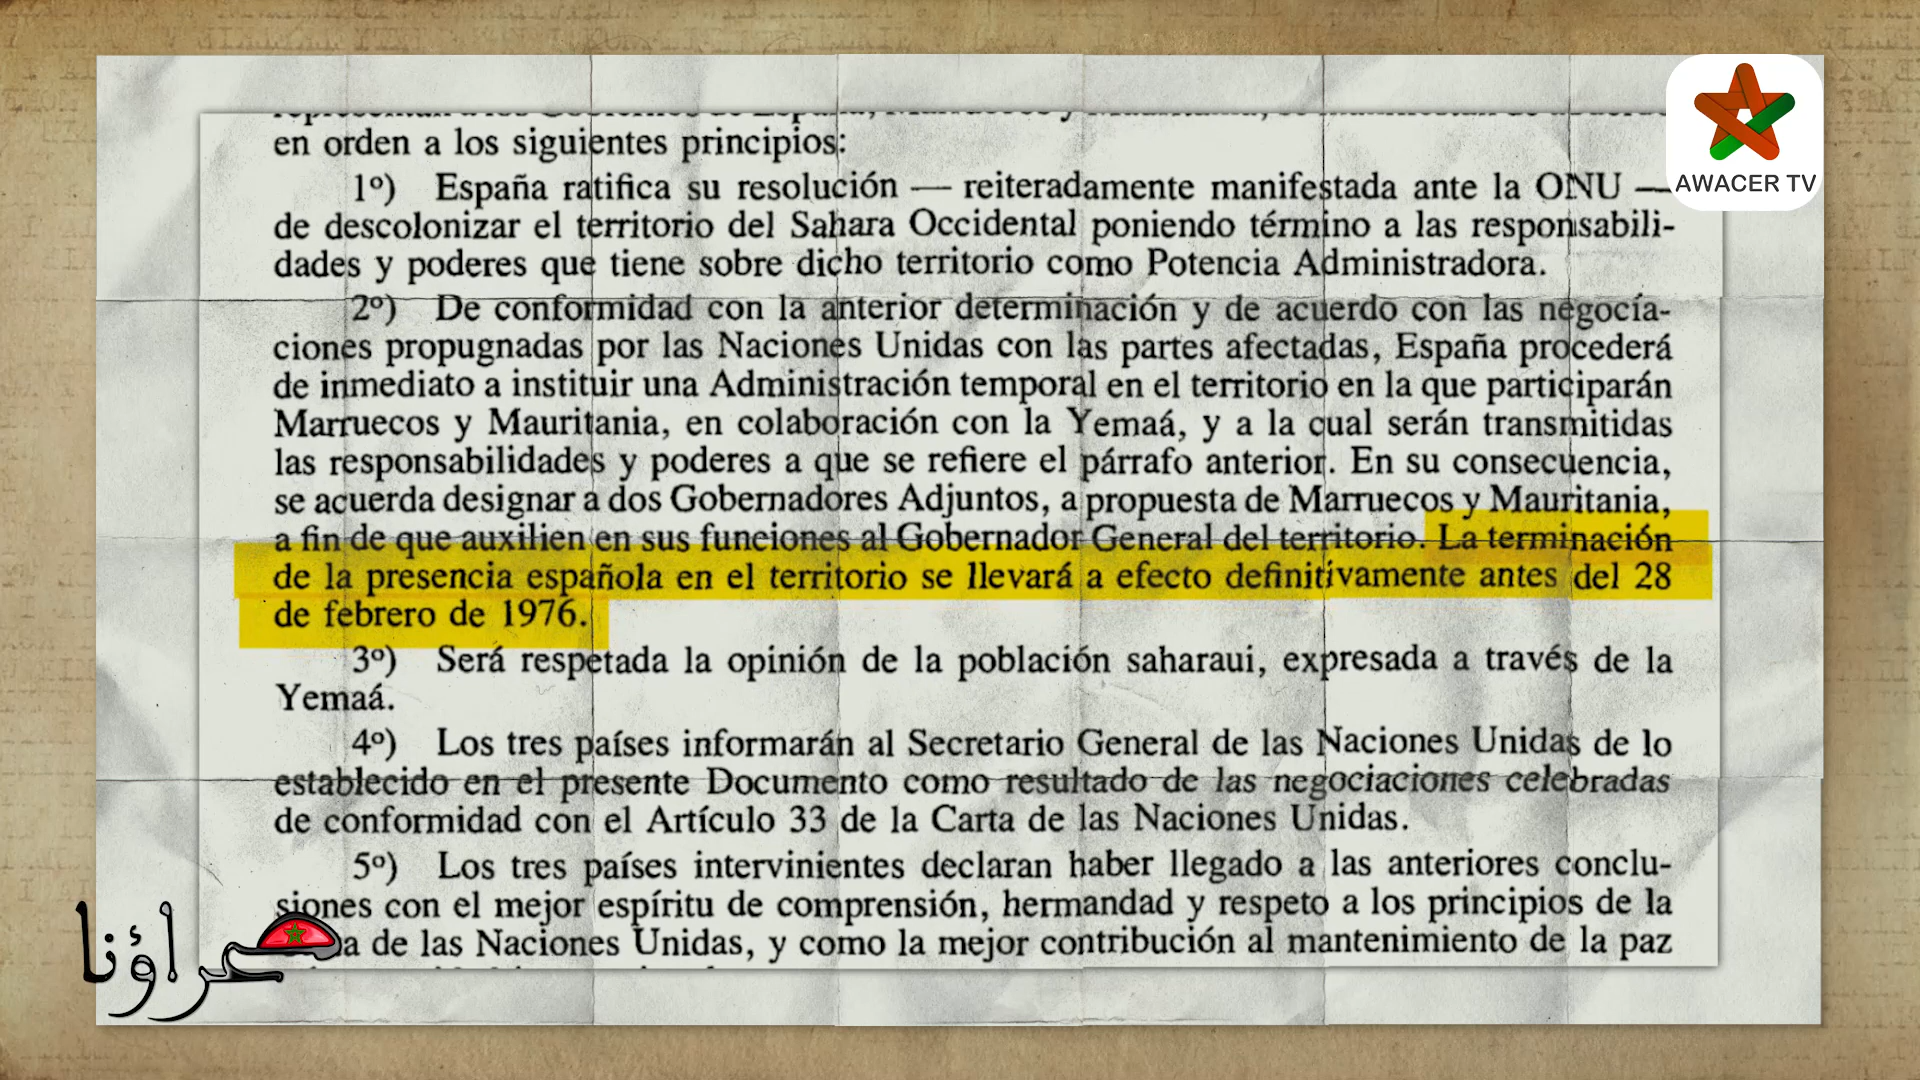 en orden a los siguientes principios:
1º) España ratifica su resolución — reiteradamente manifestada ante la ONU —
de descolonizar el territorio del Sahara Occidental poniendo término a las responsabili-
dades y poderes que tiene sobre dicho territorio como Potencia Administradora.
2º) De conformidad con la anterior determinación y de acuerdo con las negocía-
ciones propugnadas por las Naciones Unidas con las partes afectadas, España procederá
de inmediato a instituir una Administración temporal en el territorio en la que participarán
Marruecos y Mauritania, en colaboración con la Yemaá, y a la cual serán transmitidas
las responsabilidades y poderes a que se refiere el párrafo anterior. En su consecuencia,
se acuerda designar a dos Gobernadores Adjuntos, a propuesta de Marruecos y Mauritania,
a fin de que auxilien en sus funciones al Gobernador General del territorio. La terminación
de la presencia española en el territorio se llevará a efecto definitívamente antes del 28
de febrero de 1976.
3º) Será respetada la opinión de la población saharaui, expresada a través de la
Yemaá.
4º) Los tres países informarán al Secretario General de las Naciones Unidas de lo
establecido en el presente Documento como resultado de las negociaciones celebradas
de conformidad con el Artículo 33 de la Carta de las Naciones Unidas.
5º) Los tres países intervinientes declaran haber llegado a las anteriores conclu-
siones con el mejor espíritu de comprensión, hermandad y respeto a los principios de la
de las Naciones Unidas, y como la mejor contribución al mantenimiento de la paz
AWACER TV
صحراؤنا